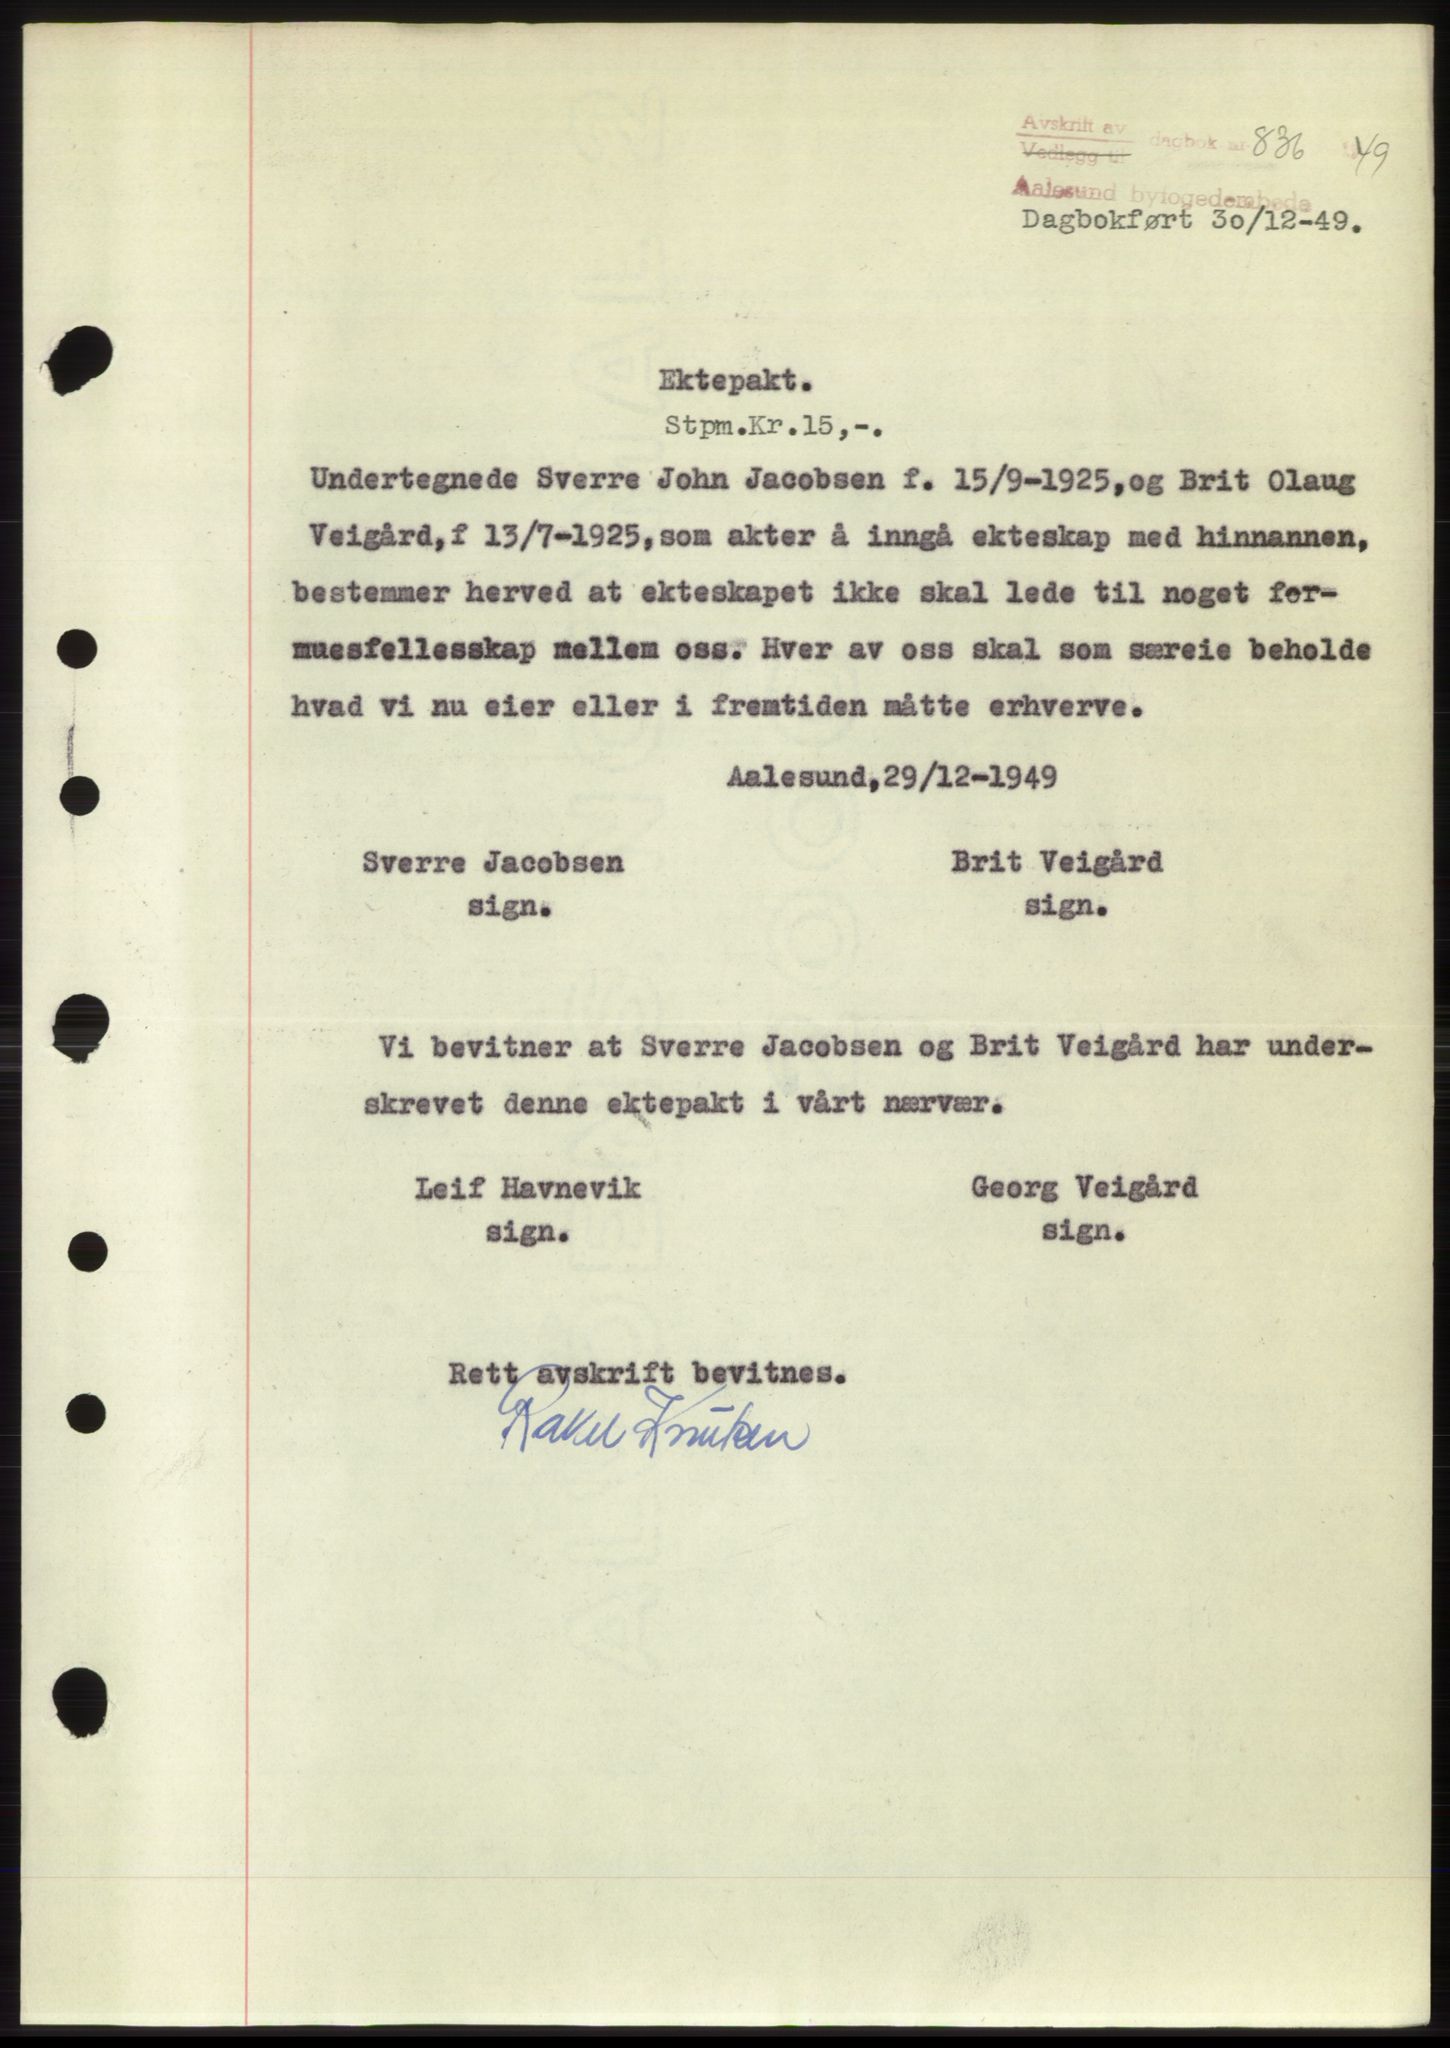 Avskrift av
Vedlegg til
dagbok nr 836 49
Aalesund byfogedembede
Dagbokført 30/12-49.
Ektepakt.
Stpm.Kr.15,-.
Undertegnede Sverre John Jacobsen f. 15/9-1925,og Brit Olaug
Veigård,f 13/7-1925,som akter å inngå ekteskap med hinnannen,
bestemmer herved at ekteskapet ikke skal lede til noget for-
muesfellesskap mellem oss. Hver av oss skal som særeie beholde
hvad vi nu eier eller i fremtiden måtte erhverve.
Aalesund,29/12-1949
Sverre Jacobsen Brit Veigård
sign. sign.
Vi bevitner at Sverre Jacobsen og Brit Veigård har under-
skrevet denne ektepakt i vårt nærvær.
Leif Havnevik Georg Veigård
sign. sign.
Rett avskrift bevitnes.
Rakel Knutsen